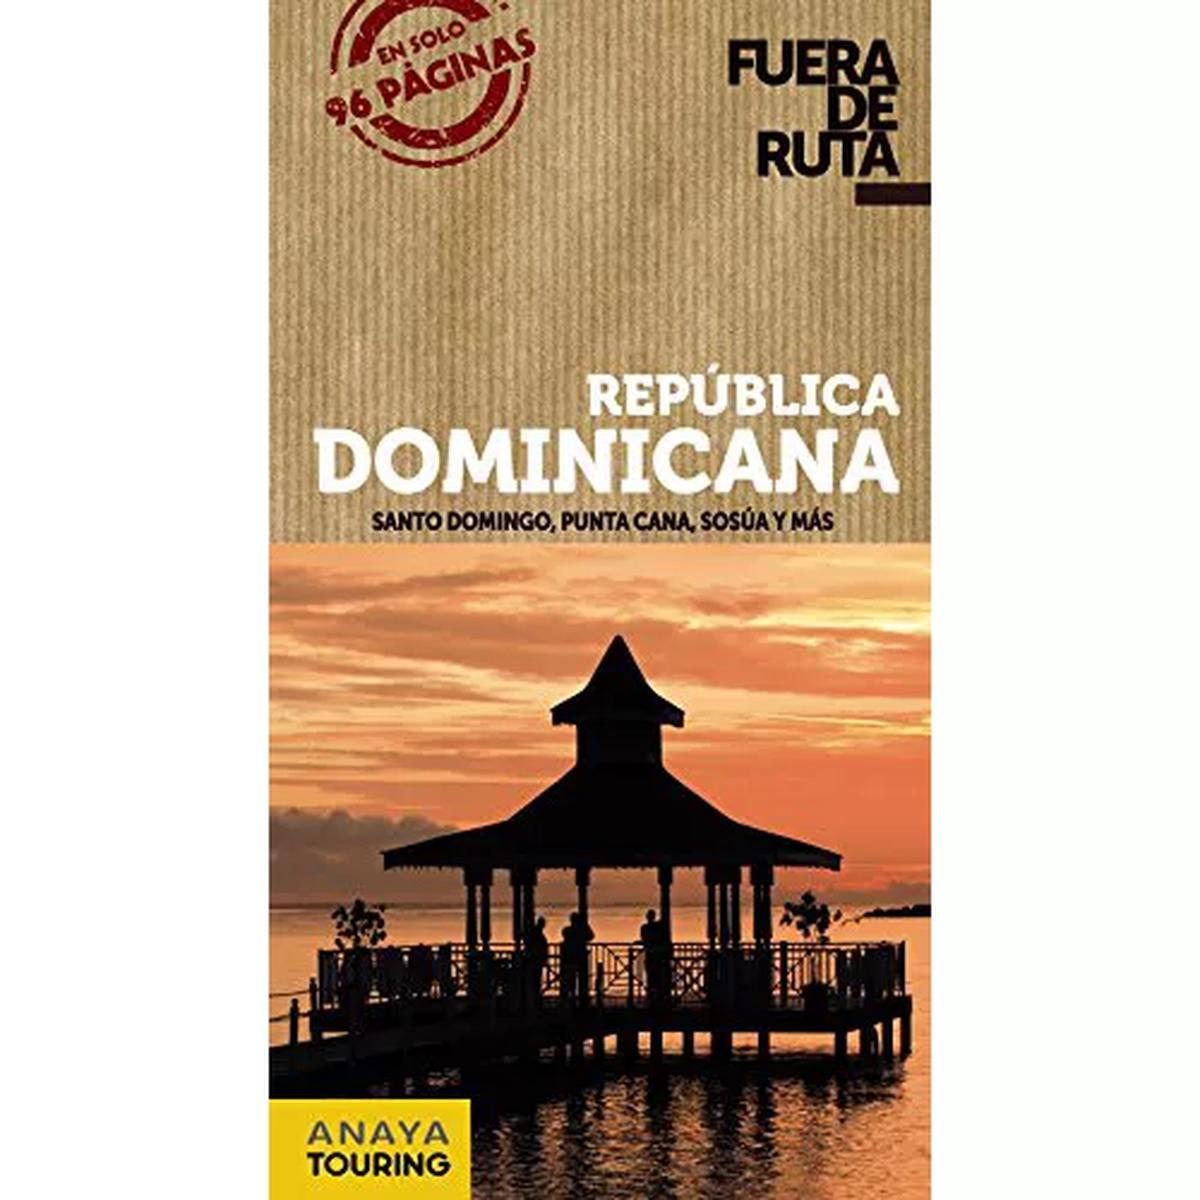 EN SOLO
96 PÁGINAS
FUERA
DE
RUTA
REPÚBLICA
DOMINICANA
SANTO DOMINGO, PUNTA CANA, SOSÚA Y MÁS
ANAYA
TOURING